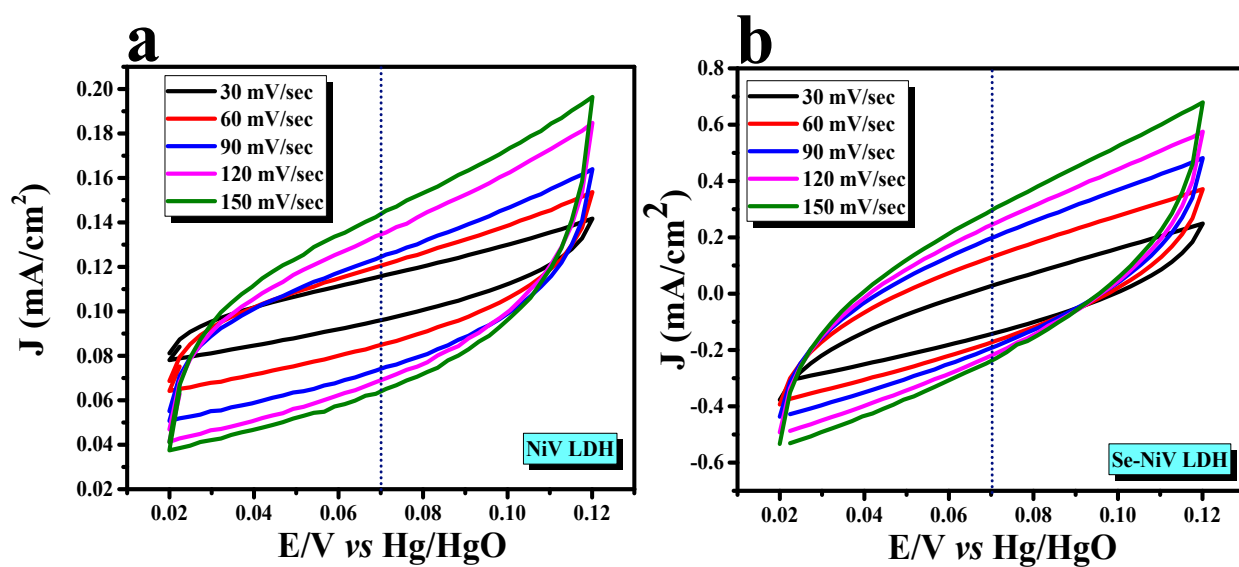 a
30 mV/sec
60 mV/sec
90 mV/sec
120 mV/sec
150 mV/sec
0.20
0.18
0.16
0.14
0.12
0.10
0.08
0.06
0.04
0.02
J (mA/cm²)
NiV LDH
0.02 0.04 0.06 0.08 0.10 0.12
E/V vs Hg/HgO
b
30 mV/sec
60 mV/sec
90 mV/sec
120 mV/sec
150 mV/sec
0.8
0.6
0.4
0.2
0.0
-0.2
-0.4
-0.6
J (mA/cm²)
Se-NiV LDH
0.02 0.04 0.06 0.08 0.10 0.12
E/V vs Hg/HgO